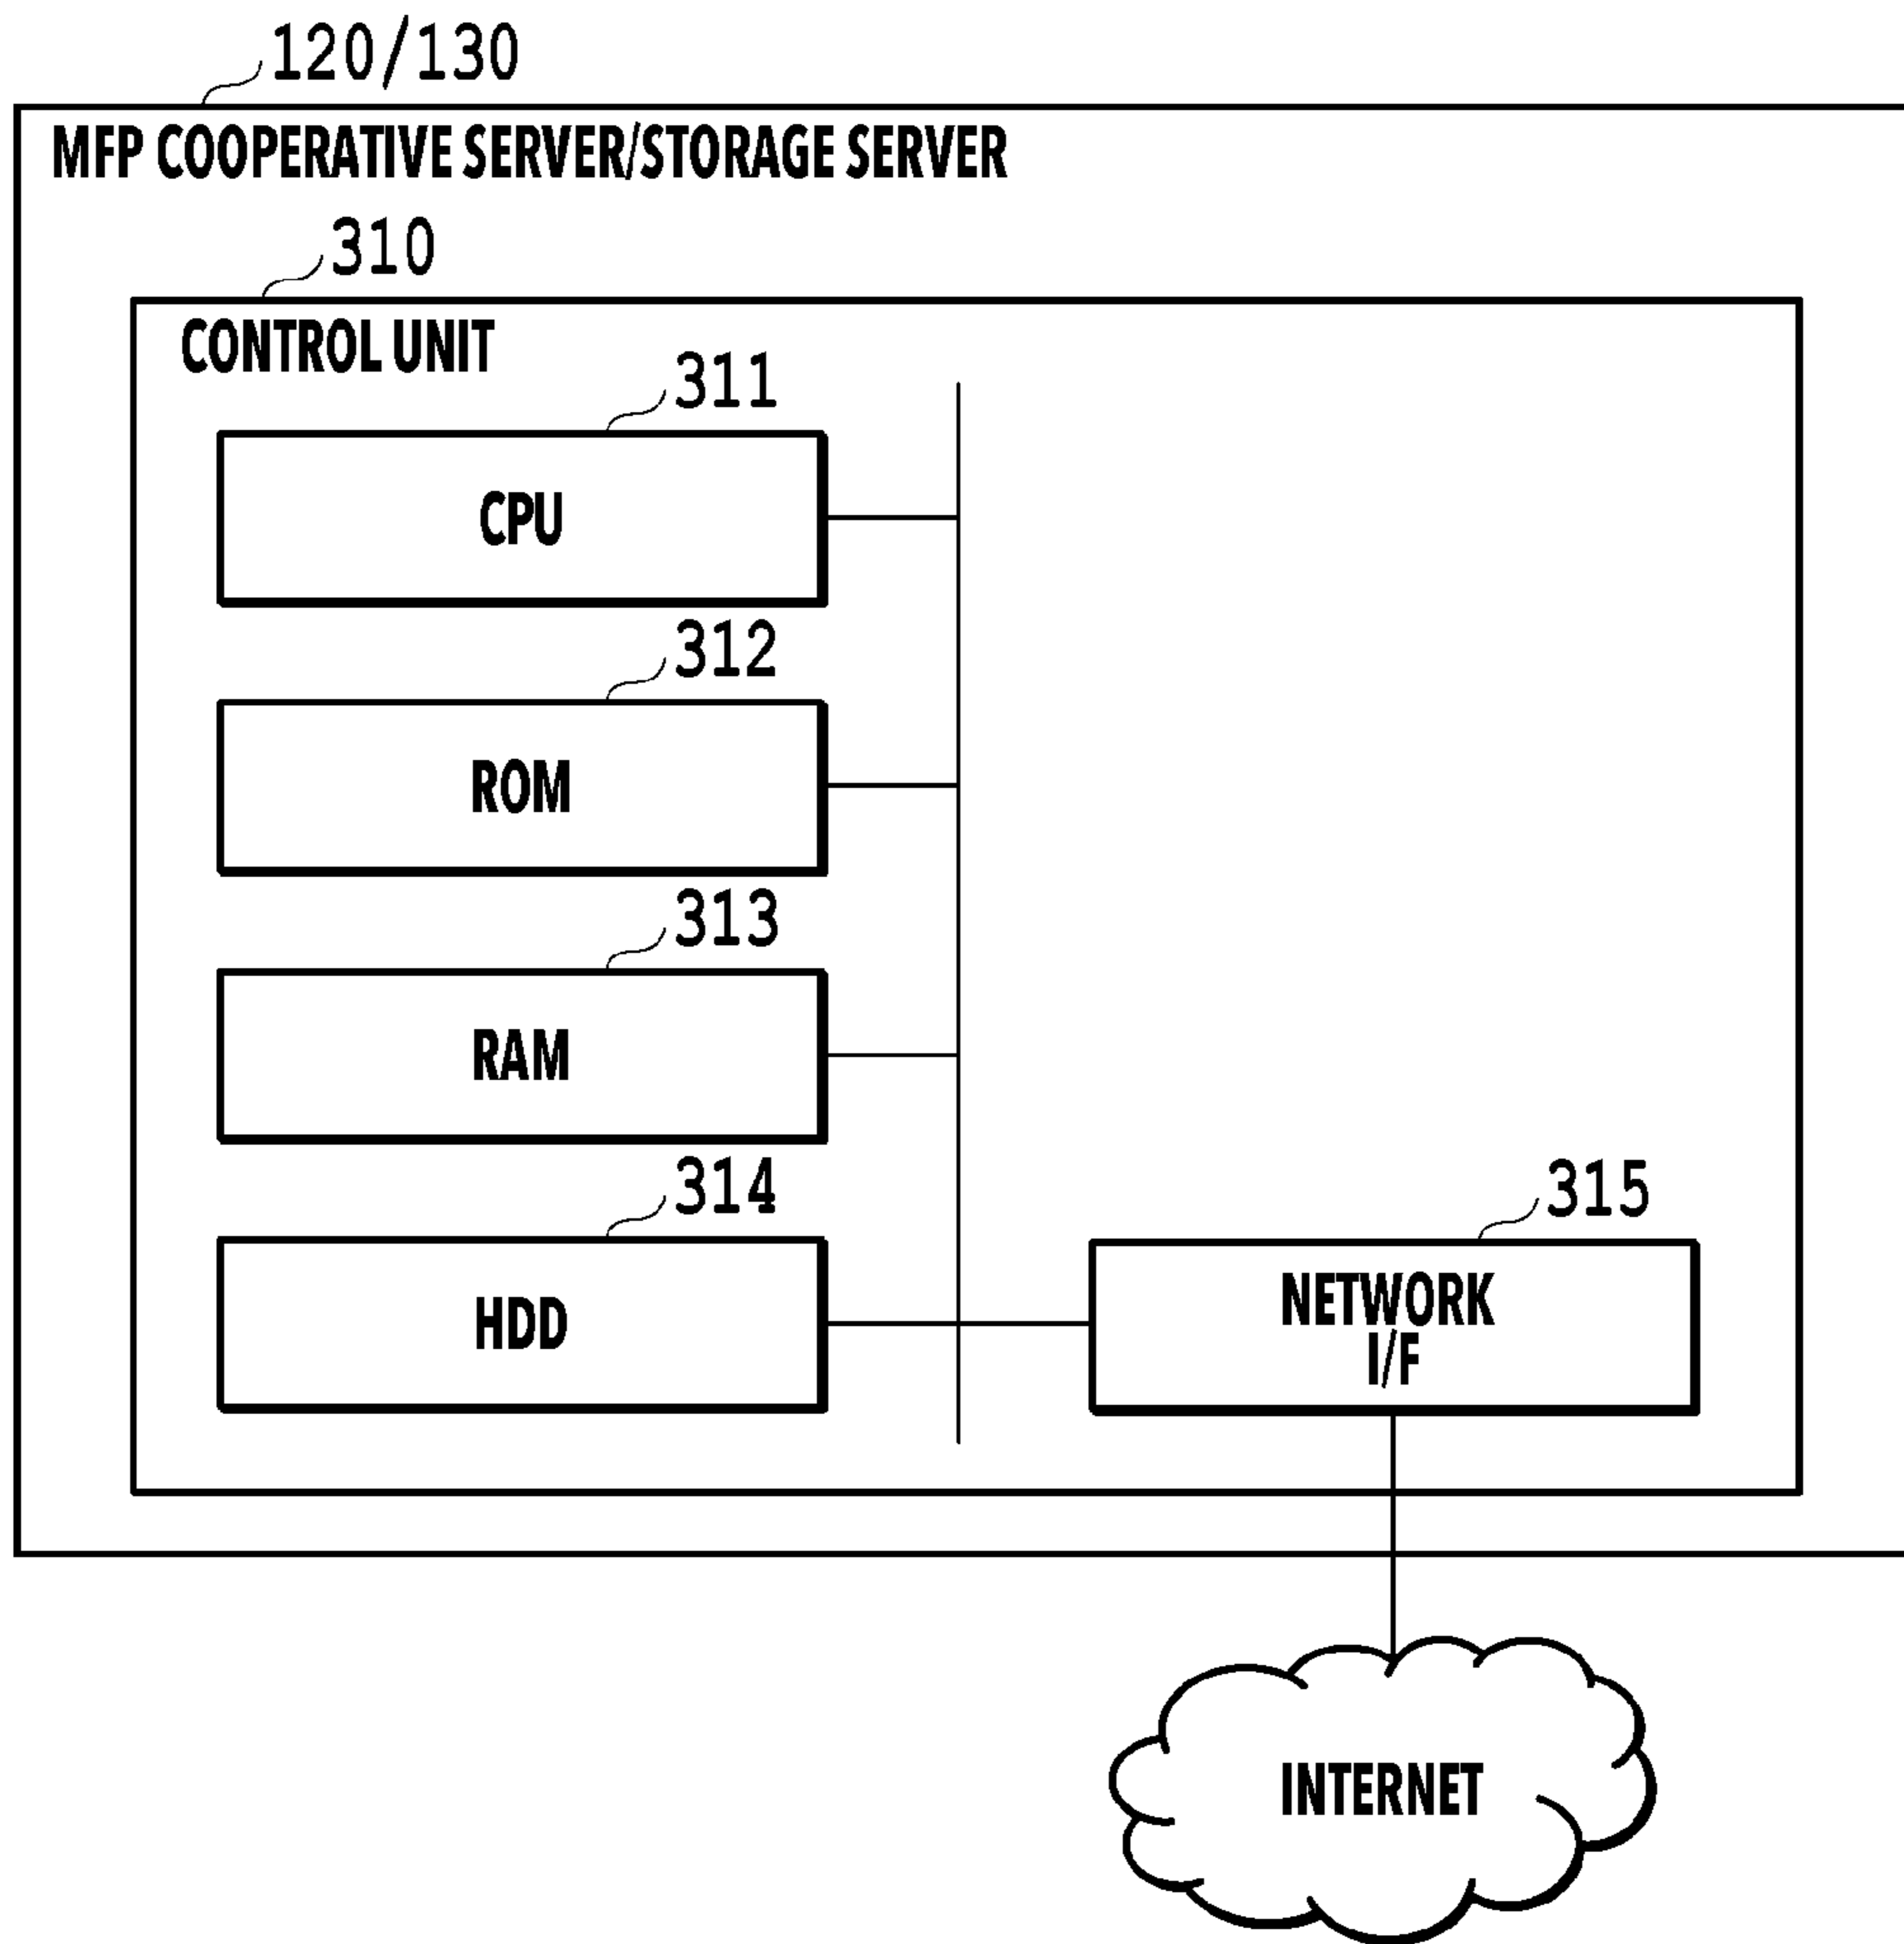 120/130
MFP COOPERATIVE SERVER/STORAGE SERVER
310
CONTROL UNIT
311
CPU
312
ROM
313
RAM
314
HDD
315
NETWORK
I/F
INTERNET